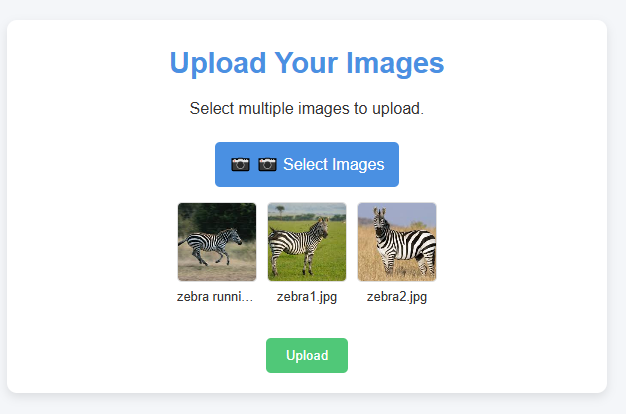 Upload Your Images
Select multiple images to upload.
📷 📷 Select Images
zebra runni...
zebra1.jpg
zebra2.jpg
Upload